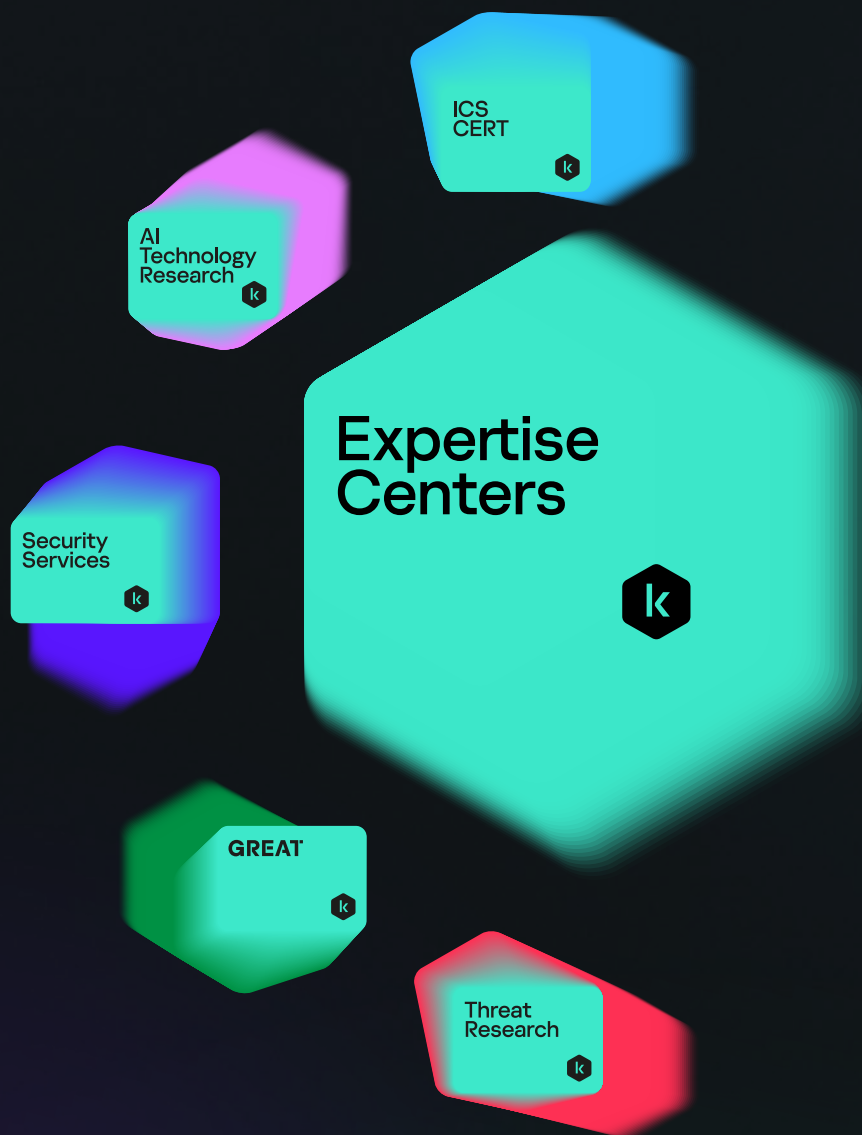 ICS
CERT
AI
Technology
Research
Expertise
Centers
Security
Services
GREAT
Threat
Research